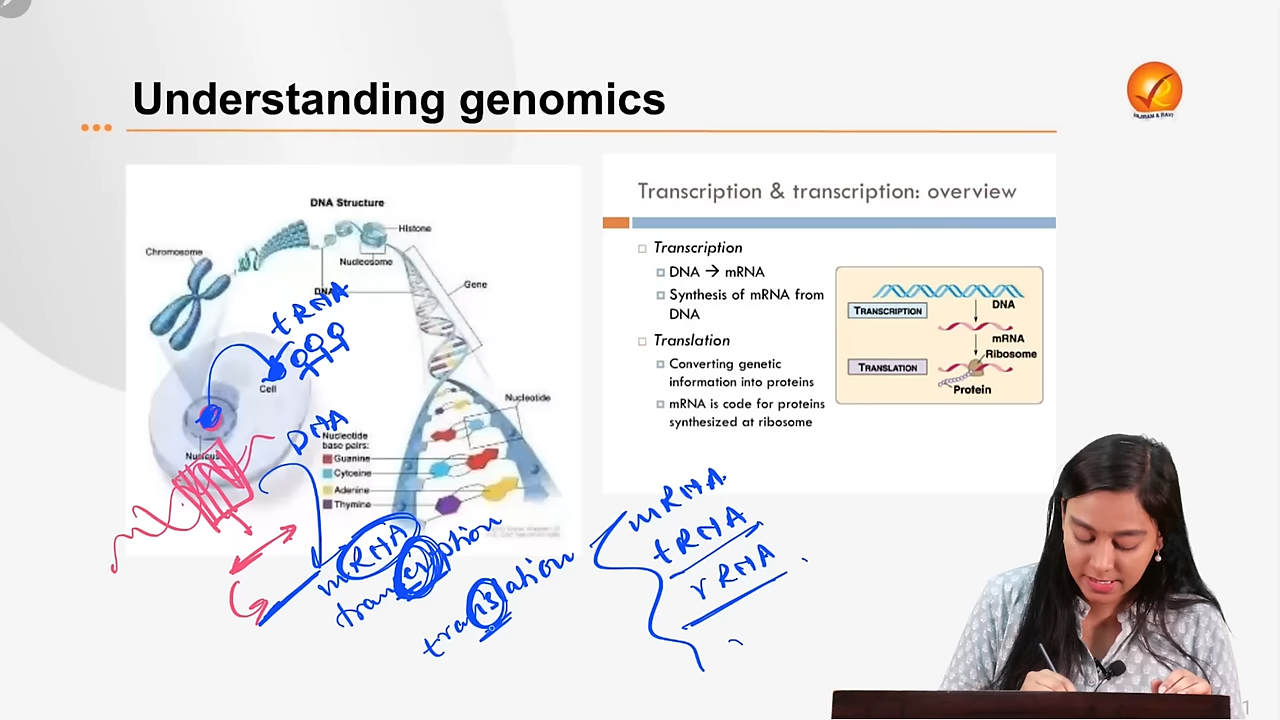 Understanding genomics
VAJIRAM & RAVI
DNA Structure
Chromosome
Histone
Nucleosome
DNA
Gene
Cell
Nucleus
Nucleotide
Nucleotide
base pairs:
Guanine
Cytosine
Adenine
Thymine
tRNA
DNA
mRNA
transcription
translation
mRNA
tRNA
rRNA
Transcription & transcription: overview
Transcription
DNA → mRNA
Synthesis of mRNA from
DNA
Translation
Converting genetic
information into proteins
mRNA is code for proteins
synthesized at ribosome
TRANSCRIPTION
DNA
mRNA
Ribosome
TRANSLATION
Protein
1